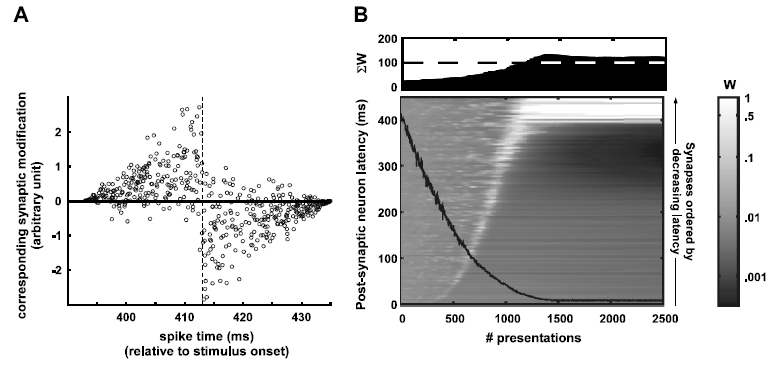 A
corresponding synaptic modification
(arbitrary unit)
2
1
0
-1
-2
400
410
420
430
spike time (ms)
(relative to stimulus onset)
B
ΣW
200
100
0
Post-synaptic neuron latency (ms)
400
300
200
100
0
0
500
1000
1500
2000
2500
# presentations
Synapses ordered by
decreasing latency
W
1
.5
.1
.01
.001